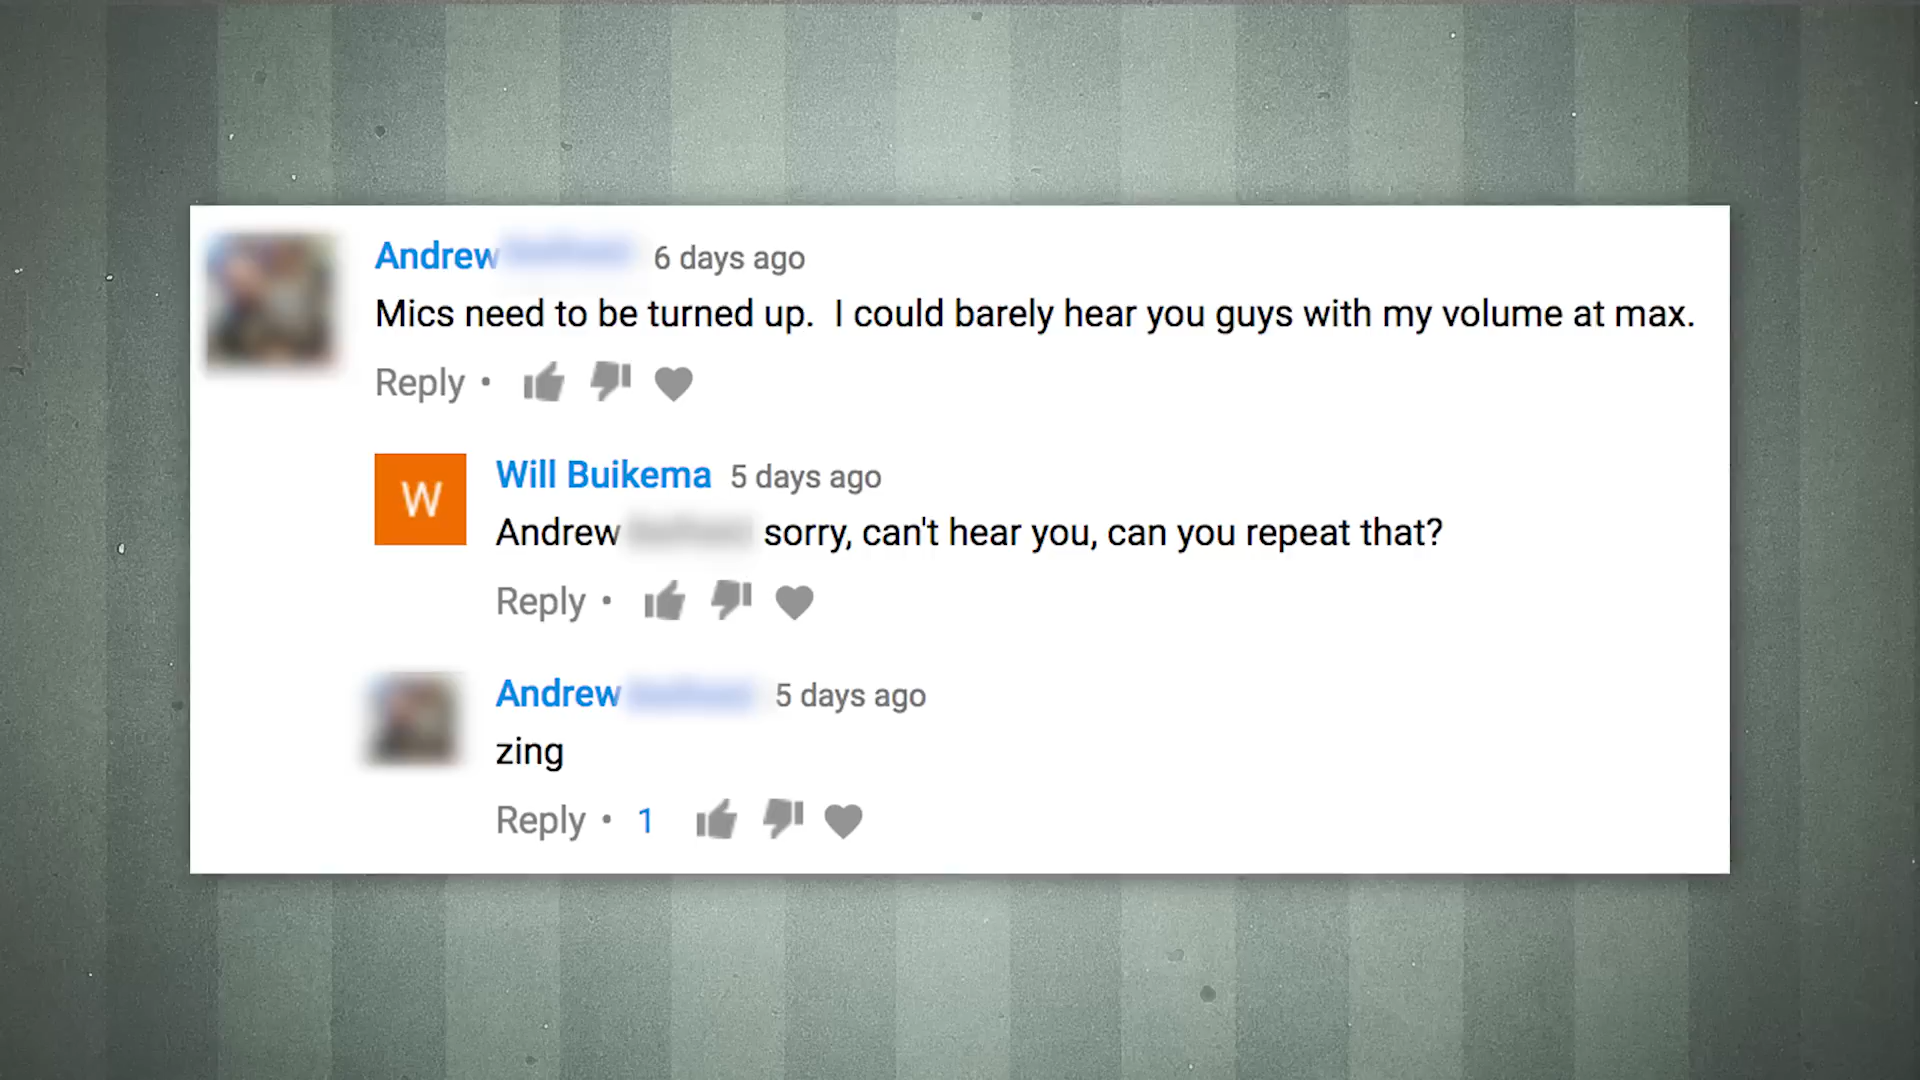 Andrew 6 days ago
Mics need to be turned up.  I could barely hear you guys with my volume at max.
Reply •
W
Will Buikema 5 days ago
Andrew sorry, can't hear you, can you repeat that?
Reply •
Andrew 5 days ago
zing
Reply • 1